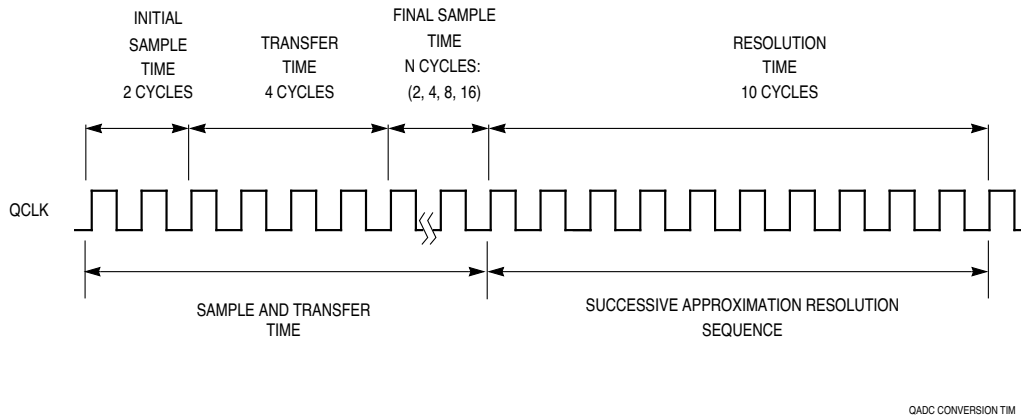 INITIAL
SAMPLE
TIME
2 CYCLES
TRANSFER
TIME
4 CYCLES
FINAL SAMPLE
TIME
N CYCLES:
(2, 4, 8, 16)
RESOLUTION
TIME
10 CYCLES
QCLK
SAMPLE AND TRANSFER
TIME
SUCCESSIVE APPROXIMATION RESOLUTION
SEQUENCE
QADC CONVERSION TIM